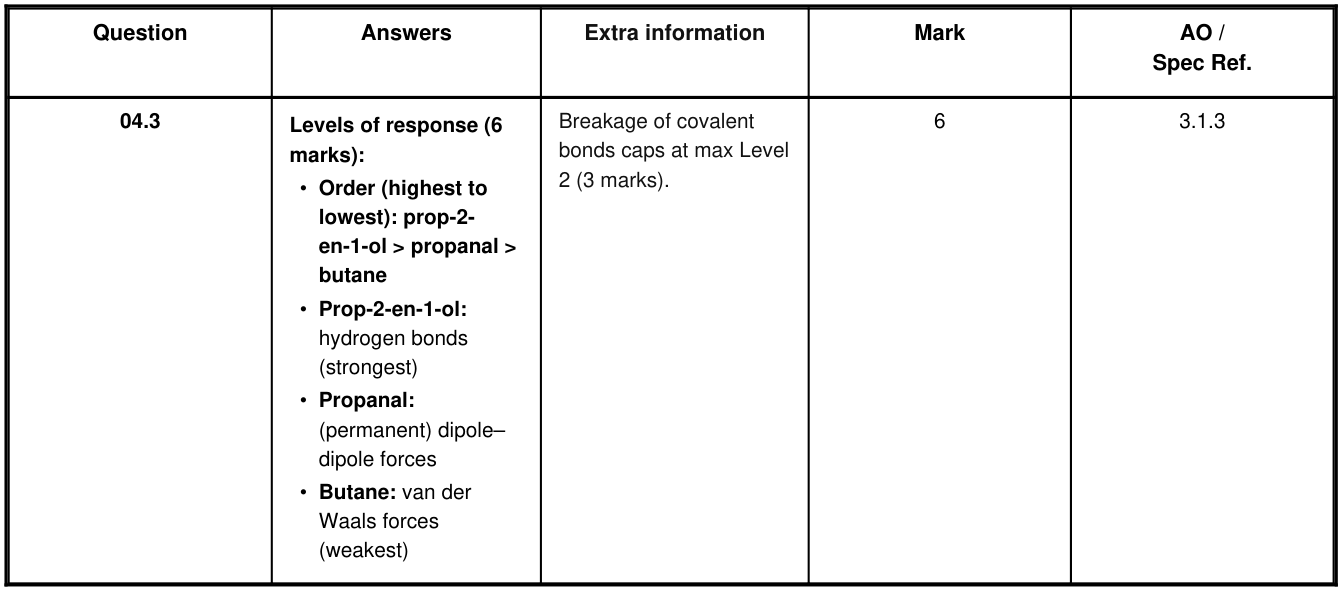 Question Answers Extra information Mark AO /
Spec Ref.
04.3
Levels of response (6
marks):
• Order (highest to
lowest): prop-2-
en-1-ol > propanal >
butane
• Prop-2-en-1-ol:
hydrogen bonds
(strongest)
• Propanal:
(permanent) dipole–
dipole forces
• Butane: van der
Waals forces
(weakest)
Breakage of covalent
bonds caps at max Level
2 (3 marks).
6
3.1.3